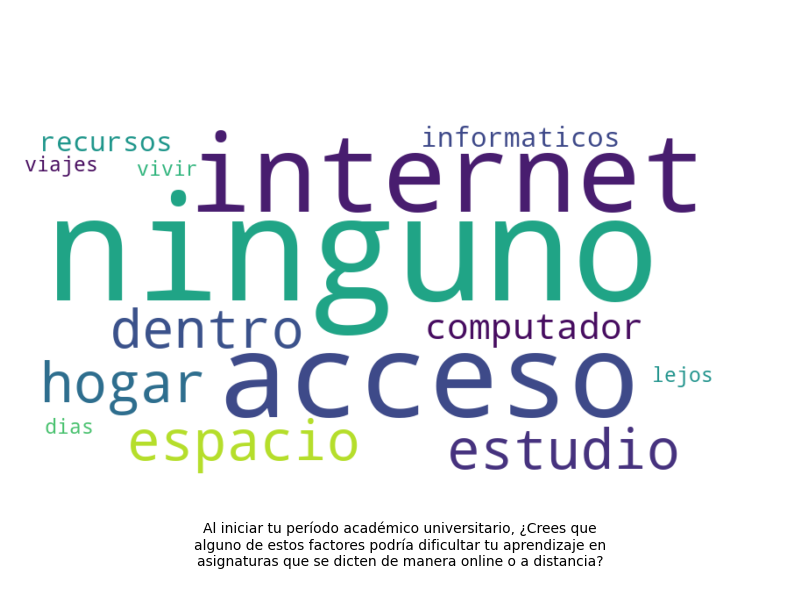 recursos
informaticos
viajes
vivir
internet
ninguno
dentro
computador
hogar
acceso
lejos
dias
espacio
estudio
Al iniciar tu período académico universitario, ¿Crees que
alguno de estos factores podría dificultar tu aprendizaje en
asignaturas que se dicten de manera online o a distancia?